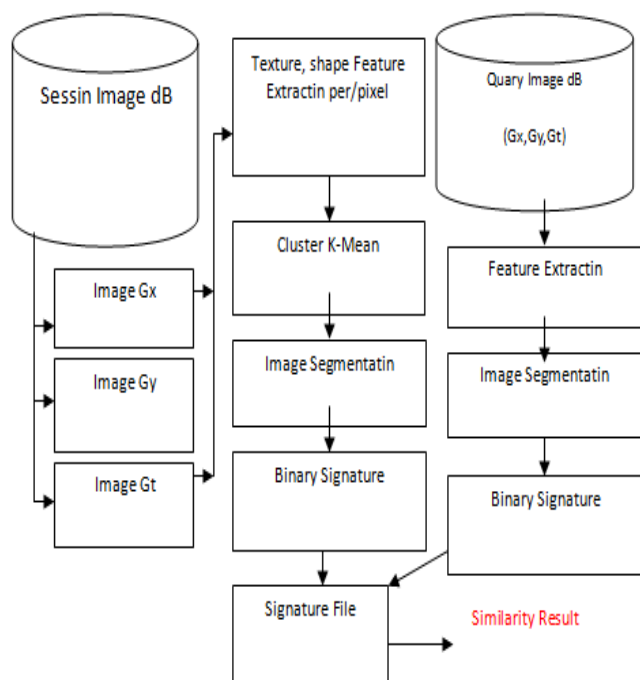 Sessin Image dB
Image Gx
Image Gy
Image Gt
Texture, shape Feature
Extractin per/pixel
Cluster K-Mean
Image Segmentatin
Binary Signature
Signature File
Quary Image dB
(Gx,Gy,Gt)
Feature Extractin
Image Segmentatin
Binary Signature
Similarity Result